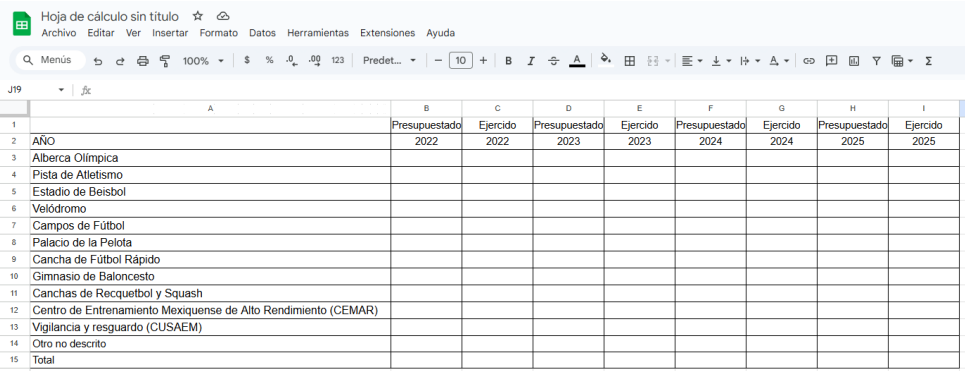 Hoja de cálculo sin título
Archivo Editar Ver Insertar Formato Datos Herramientas Extensiones Ayuda
Menús 100% $ % .0 .00 123 Predet... − 10 + B I A Σ
J19 fx
A B C D E F G H I
1 Presupuestado Ejercido Presupuestado Ejercido Presupuestado Ejercido Presupuestado Ejercido
2 AÑO 2022 2022 2023 2023 2024 2024 2025 2025
3 Alberca Olímpica
4 Pista de Atletismo
5 Estadio de Beisbol
6 Velódromo
7 Campos de Fútbol
8 Palacio de la Pelota
9 Cancha de Fútbol Rápido
10 Gimnasio de Baloncesto
11 Canchas de Recquetbol y Squash
12 Centro de Entrenamiento Mexiquense de Alto Rendimiento (CEMAR)
13 Vigilancia y resguardo (CUSAEM)
14 Otro no descrito
15 Total